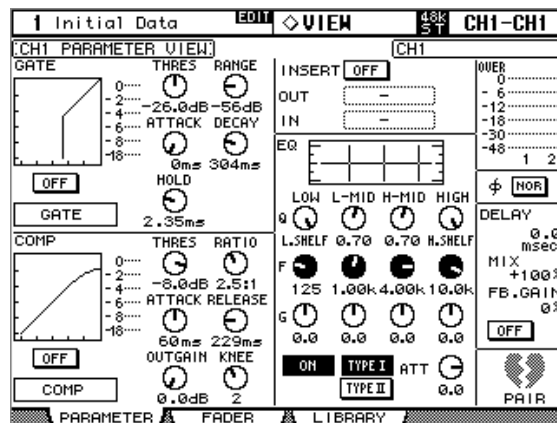 1 Initial Data EDIT ◇VIEW 48k ST CH1-CH1
CH1 PARAMETER VIEW
CH1
GATE
THRES RANGE
0
-2
-4
-6
-8
-18
-26.0dB -56dB
ATTACK DECAY
0ms 304ms
HOLD
2.35ms
OFF
GATE
COMP
THRES RATIO
0
-2
-4
-6
-8
-18
-8.0dB 2.5:1
ATTACK RELEASE
60ms 229ms
OUTGAIN KNEE
0.0dB 2
OFF
COMP
INSERT OFF
OUT -
IN -
EQ
LOW L-MID H-MID HIGH
Q
L.SHELF 0.70 0.70 H.SHELF
F
125 1.00k 4.00k 10.0k
G
0.0 0.0 0.0 0.0
ON TYPE I TYPE II ATT 0.0
OVER
0
-6
-12
-18
-30
-48
1 2
ϕ NOR
DELAY
0.0
msec
MIX
+100%
FB.GAIN
0%
OFF
PAIR
PARAMETER FADER LIBRARY